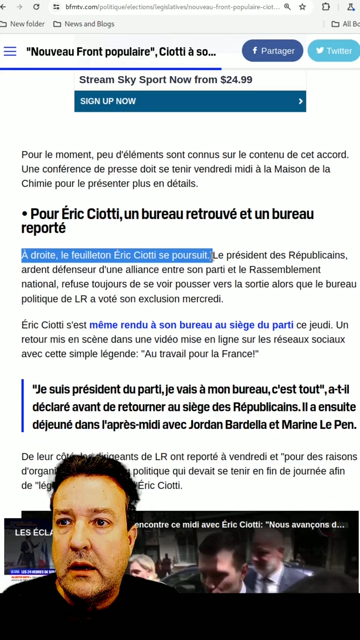 bfmtv.com/politique/elections/legislatives/nouveau-front-populaire-ciot...
New folder
News and Blogs
All Bo
"Nouveau Front populaire", Ciotti à so...
Partager
Twitter
Stream Sky Sport Now from $24.99
SIGN UP NOW
Pour le moment, peu d'éléments sont connus sur le contenu de cet accord.
Une conférence de presse doit se tenir vendredi midi à la Maison de la
Chimie pour le présenter plus en détails.
• Pour Éric Ciotti, un bureau retrouvé et un bureau
reporté
À droite, le feuilleton Éric Ciotti se poursuit. Le président des Républicains,
ardent défenseur d'une alliance entre son parti et le Rassemblement
national, refuse toujours de se voir pousser vers la sortie alors que le bureau
politique de LR a voté son exclusion mercredi.
Éric Ciotti s'est même rendu à son bureau au siège du parti ce jeudi. Un
retour mis en scène dans une vidéo mise en ligne sur les réseaux sociaux
avec cette simple légende: "Au travail pour la France!"
"Je suis président du parti, je vais à mon bureau, c'est tout", a-t-il
déclaré avant de retourner au siège des Républicains. Il a ensuite
déjeuné dans l'après-midi avec Jordan Bardella et Marine Le Pen.
De leur côté, dirigeants de LR ont reporté à vendredi et "pour des raisons
d'organ politique qui devait se tenir en fin de journée afin
de "lég Éric Ciotti.
LES ÉCLA
encontre ce midi avec Éric Ciotti: "Nous avançons d...